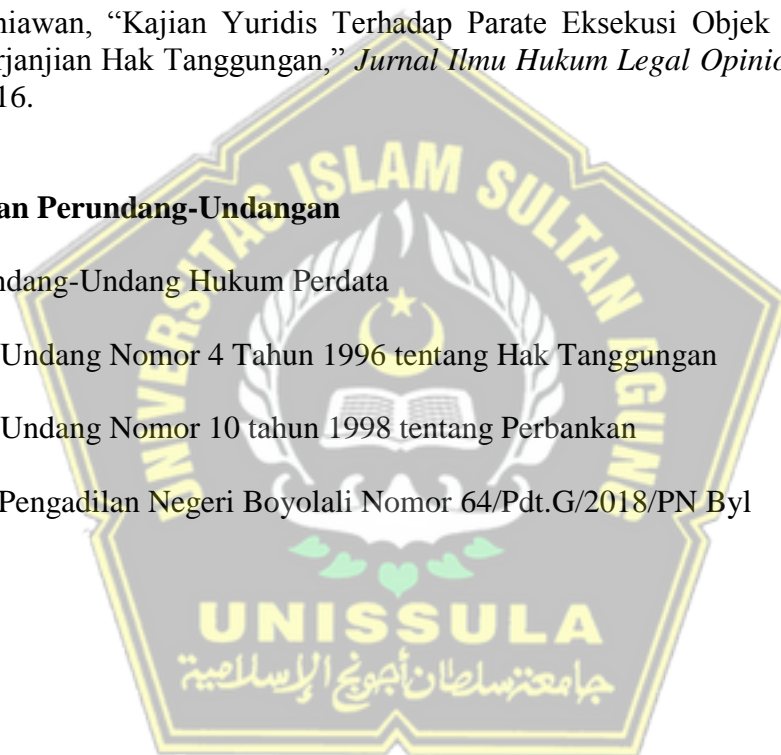 niawan, “Kajian Yuridis Terhadap Parate Eksekusi Objek
rjanjian Hak Tanggungan,” Jurnal Ilmu Hukum Legal Opinio
16.
an Perundang-Undangan
ndang-Undang Hukum Perdata
Undang Nomor 4 Tahun 1996 tentang Hak Tanggungan
Undang Nomor 10 tahun 1998 tentang Perbankan
Pengadilan Negeri Boyolali Nomor 64/Pdt.G/2018/PN Byl
UNIVERSITAS ISLAM SULTAN AGUNG
UNISSULA
جامعتنسلطان أجونج الإسلامية